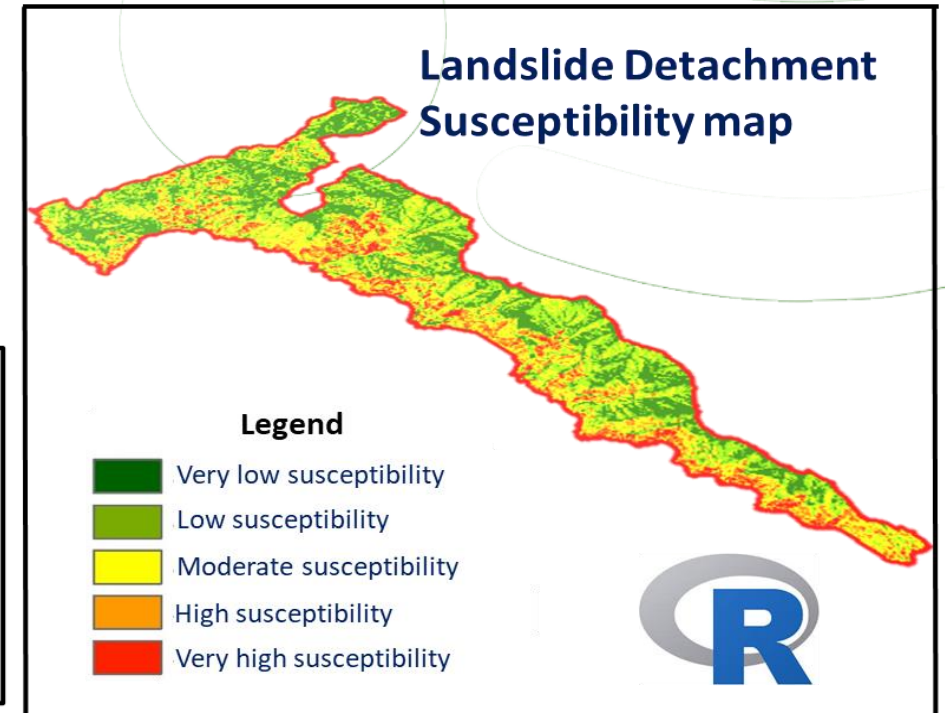 Landslide Detachment
Susceptibility map
Legend
Very low susceptibility
Low susceptibility
Moderate susceptibility
High susceptibility
Very high susceptibility
R